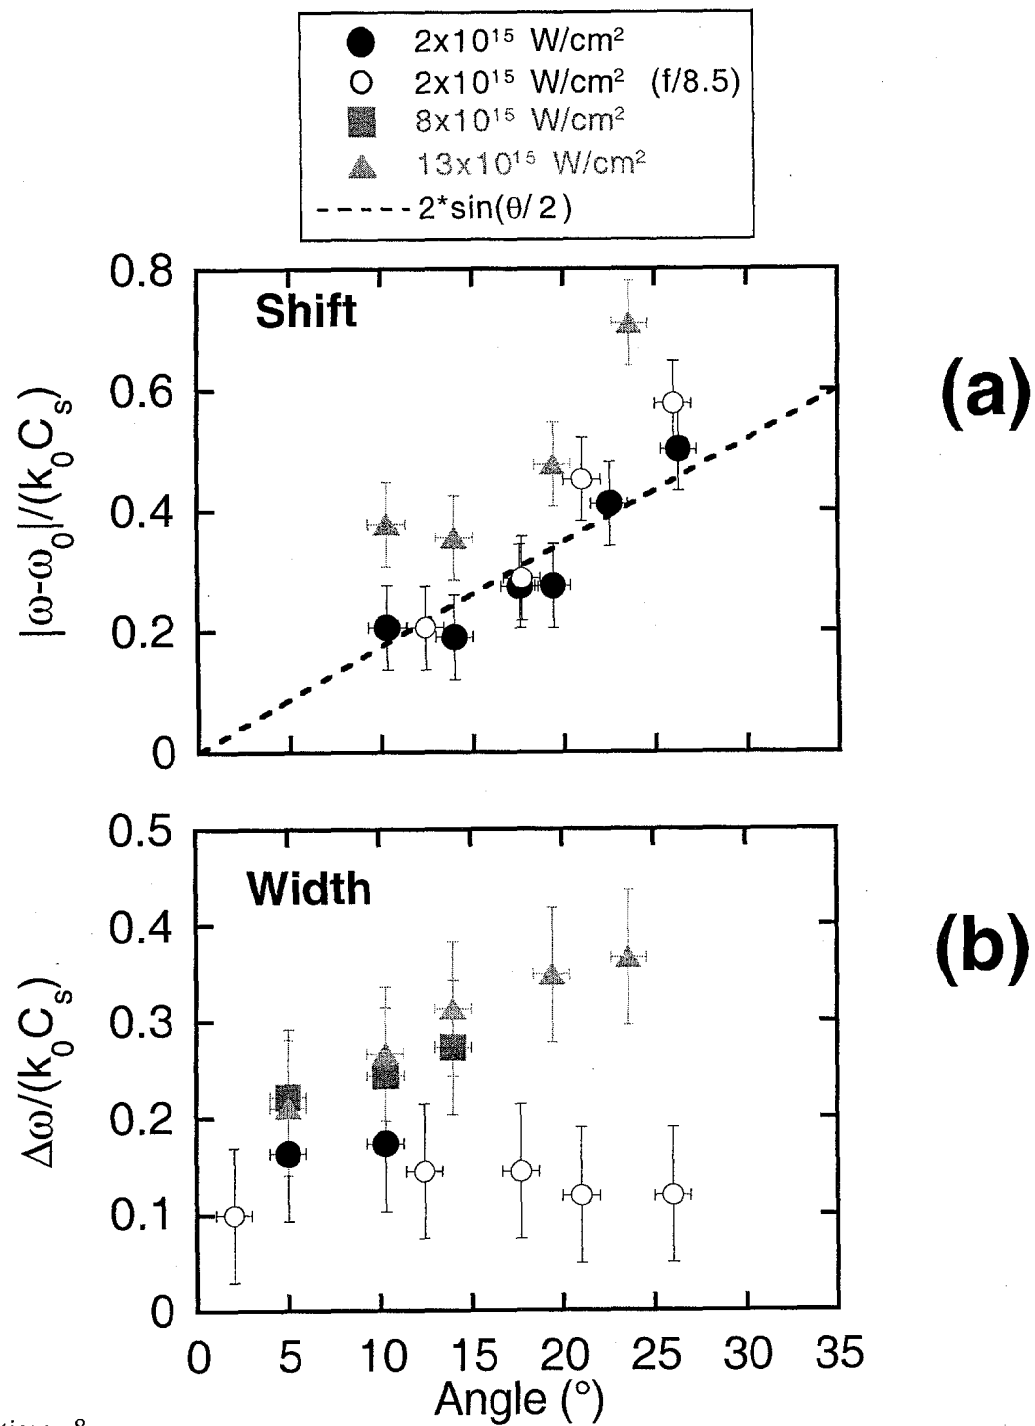 2x10¹⁵ W/cm²
2x10¹⁵ W/cm² (f/8.5)
8x10¹⁵ W/cm²
13x10¹⁵ W/cm²
2*sin(θ/2)
Shift
(a)
|ω-ω₀|/(k₀Cₛ)
0.8
0.6
0.4
0.2
0
Width
(b)
Δω/(k₀Cₛ)
0.5
0.4
0.3
0.2
0.1
0
0 5 10 15 20 25 30 35
Angle (°)